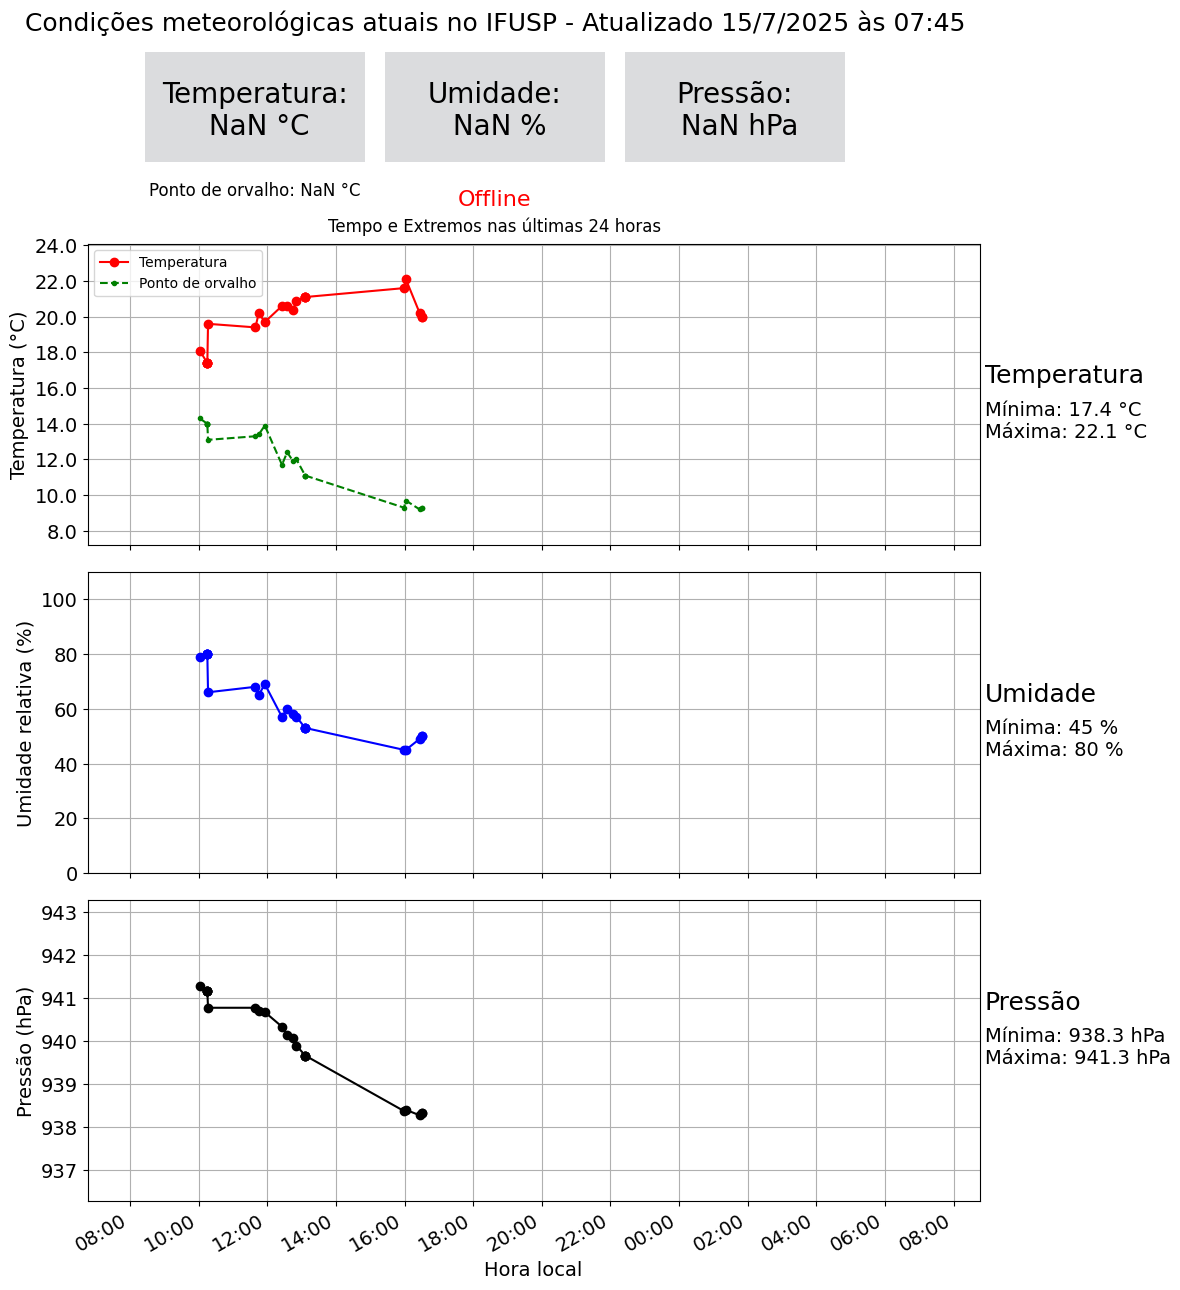 Condições meteorológicas atuais no IFUSP - Atualizado 15/7/2025 às 07:45
Temperatura:
NaN °C
Umidade:
NaN %
Pressão:
NaN hPa
Ponto de orvalho: NaN °C
Offline
Tempo e Extremos nas últimas 24 horas
24.0
22.0
20.0
18.0
16.0
14.0
12.0
10.0
8.0
Temperatura (°C)
Temperatura
Ponto de orvalho
Temperatura
Mínima: 17.4 °C
Máxima: 22.1 °C
100
80
60
40
20
0
Umidade relativa (%)
Umidade
Mínima: 45 %
Máxima: 80 %
943
942
941
940
939
938
937
Pressão (hPa)
Pressão
Mínima: 938.3 hPa
Máxima: 941.3 hPa
08:00
10:00
12:00
14:00
16:00
18:00
20:00
22:00
00:00
02:00
04:00
06:00
08:00
Hora local